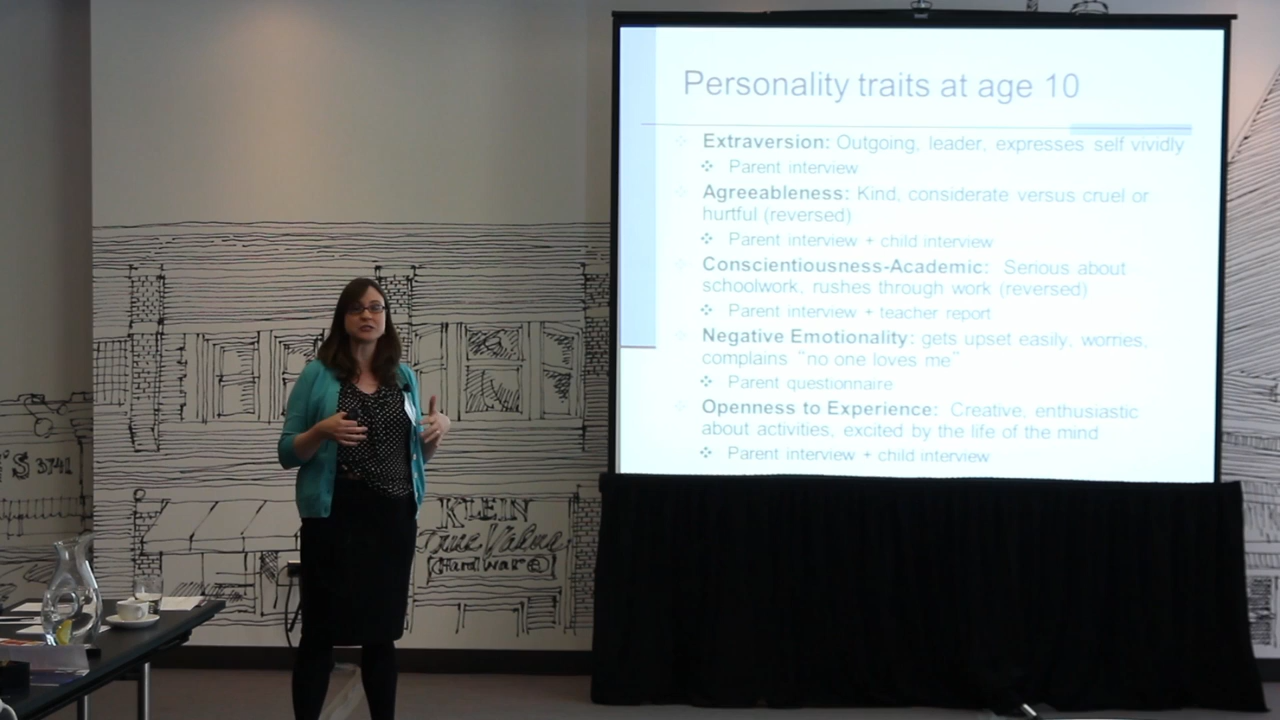 Personality traits at age 10
Extraversion: Outgoing, leader, expresses self vividly
Parent interview
Agreeableness: Kind, considerate versus cruel or
hurtful (reversed)
Parent interview + child interview
Conscientiousness-Academic: Serious about
schoolwork, rushes through work (reversed)
Parent interview + teacher report
Negative Emotionality: gets upset easily, worries,
complains "no one loves me"
Parent questionnaire
Openness to Experience: Creative, enthusiastic
about activities, excited by the life of the mind
Parent interview + child interview
'S 3741
KLEIN
True Value
Hardware